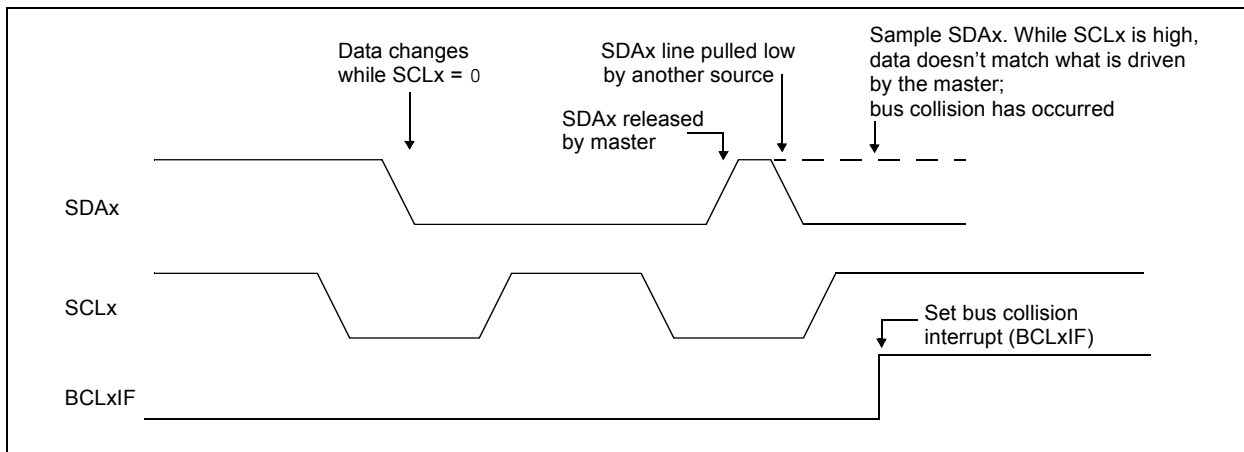 Data changes
while SCLx = 0
SDAx line pulled low
by another source
Sample SDAx. While SCLx is high,
data doesn't match what is driven
by the master;
bus collision has occurred
SDAx released
by master
SDAx
SCLx
Set bus collision
interrupt (BCLxIF)
BCLxIF